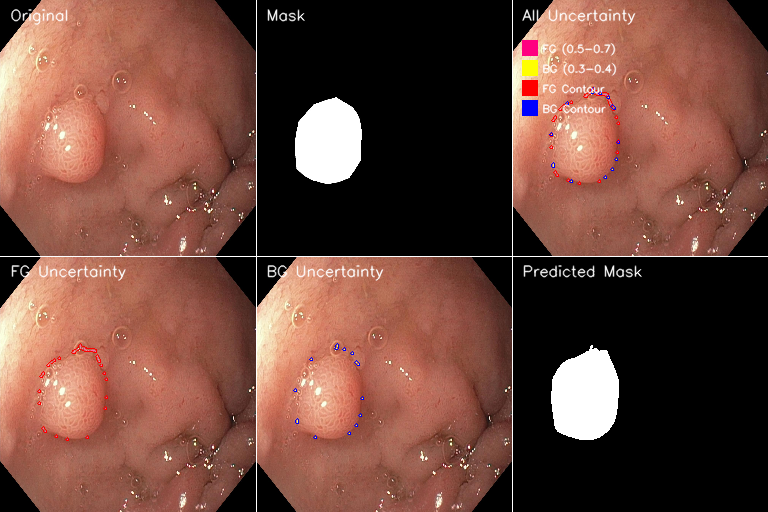 Original
Mask
All Uncertainty
FG (0.5-0.7)
BG (0.3-0.4)
FG Contour
BG Contour
FG Uncertainty
BG Uncertainty
Predicted Mask